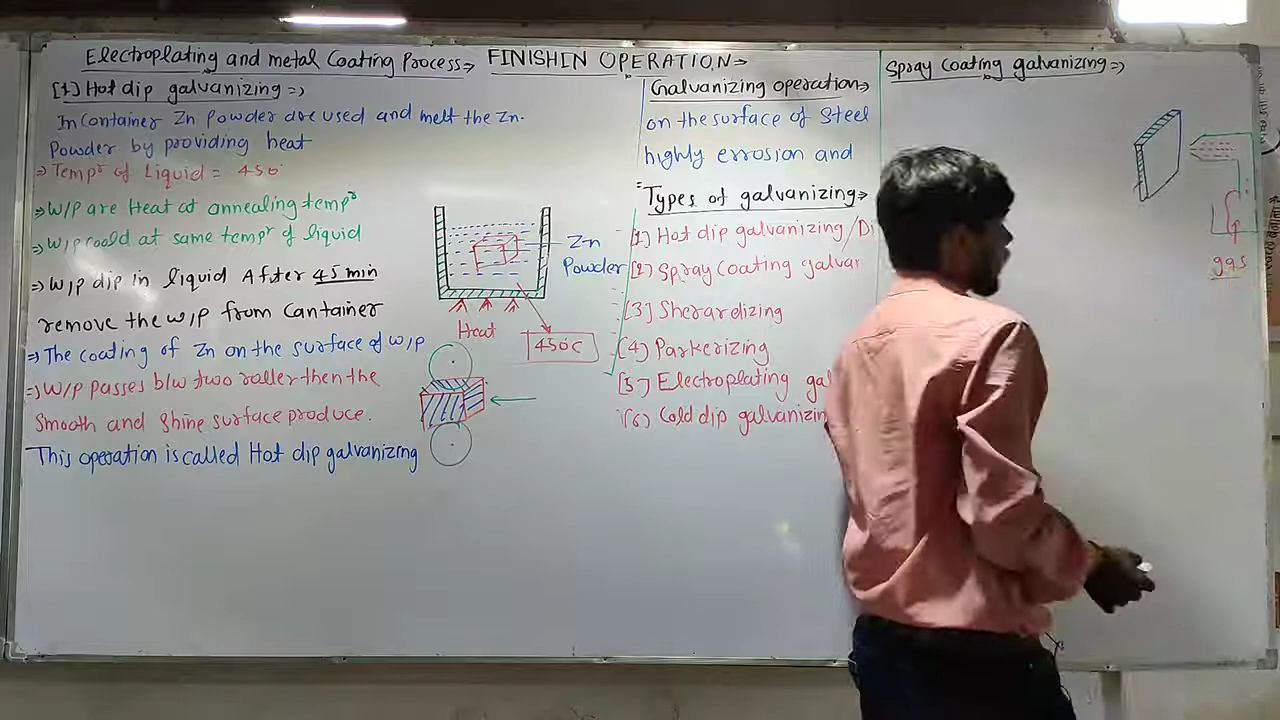 Electroplating and metal Coating Process⇒ FINISHIN OPERATION⇒
[1] Hot dip galvanizing =>,
In Container Zn Powder are used and melt the Zn.
Powder by providing heat
⇒ Tempr of Liquid = 450°
⇒ W/P are Heat at annealing tempr
⇒ W/P coold at same tempr of liquid
⇒ W/P dip in liquid After 45 min
remove the W/P from Cantainer
⇒ The coating of Zn on the surface of W/P
⇒ W/P passes b/w two roller then the
Smooth and Shine surface produce.
This operation is called Hot dip galvanizing
Zn
Powder
Heat
450°C
Galvanizing operation⇒
on the surface of Steel
highly errosion and
Types of galvanizing⇒
[1] Hot dip galvanizing/Di
[2] Spray Coating galvar
[3] Sherardizing
[4] Parkerizing
[5] Electroplating gal
[6] Cold dip galvanizin
Spray Coating galvanizing =>,
gas